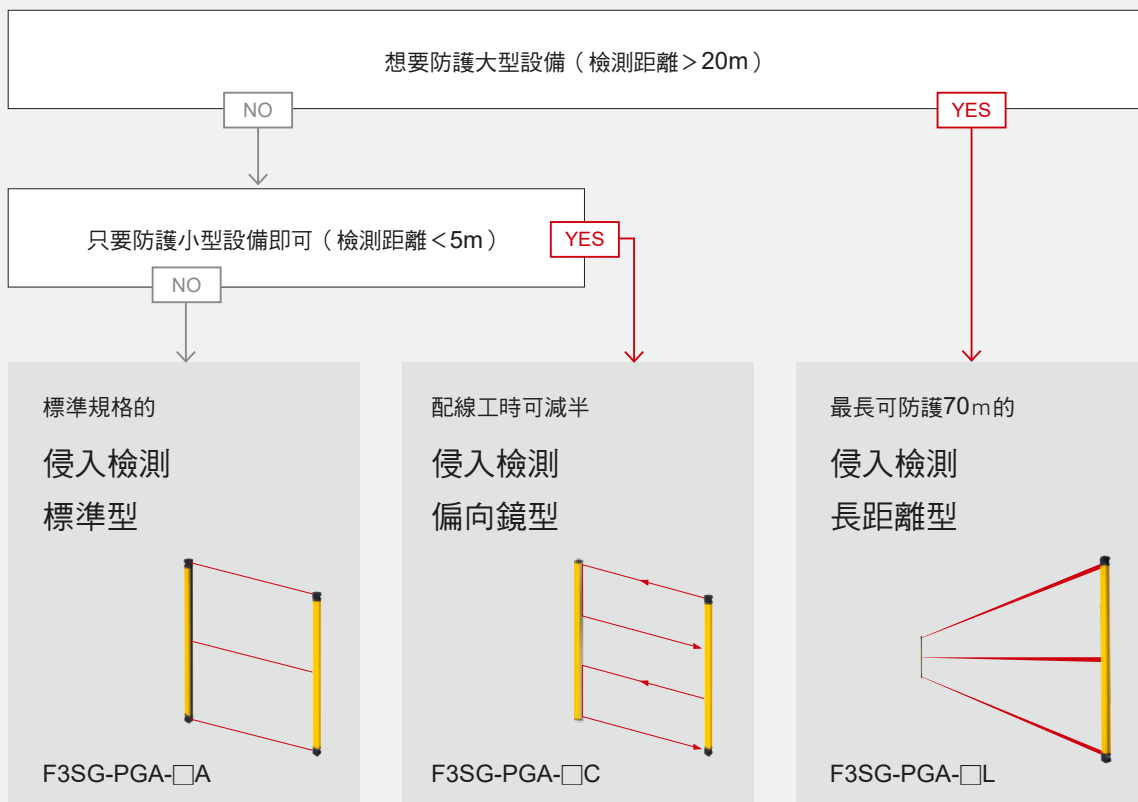 想要防護大型設備（檢測距離＞20m）
NO
YES
只要防護小型設備即可（檢測距離＜5m）
YES
NO
標準規格的
侵入檢測
標準型
F3SG-PGA-□A
配線工時可減半
侵入檢測
偏向鏡型
F3SG-PGA-□C
最長可防護70m的
侵入檢測
長距離型
F3SG-PGA-□L